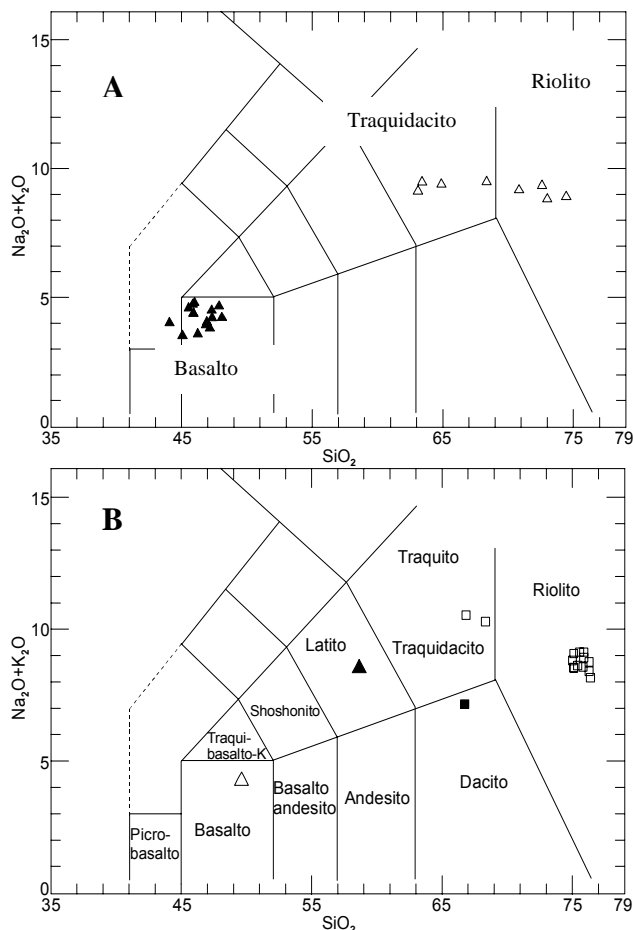 15
A
Riolito
Traquidacito
10
Na2O+K2O
5
Basalto
0
35 45 55 65 75 79
SiO2
B
15
Traquito
Riolito
10
Latito
Traquidacito
Na2O+K2O
Shoshonito
Traqui-
basalto-K
5
Basalto
andesito
Andesito
Dacito
Basalto
Picro-
basalto
0
35 45 55 65 75 79
SiO2